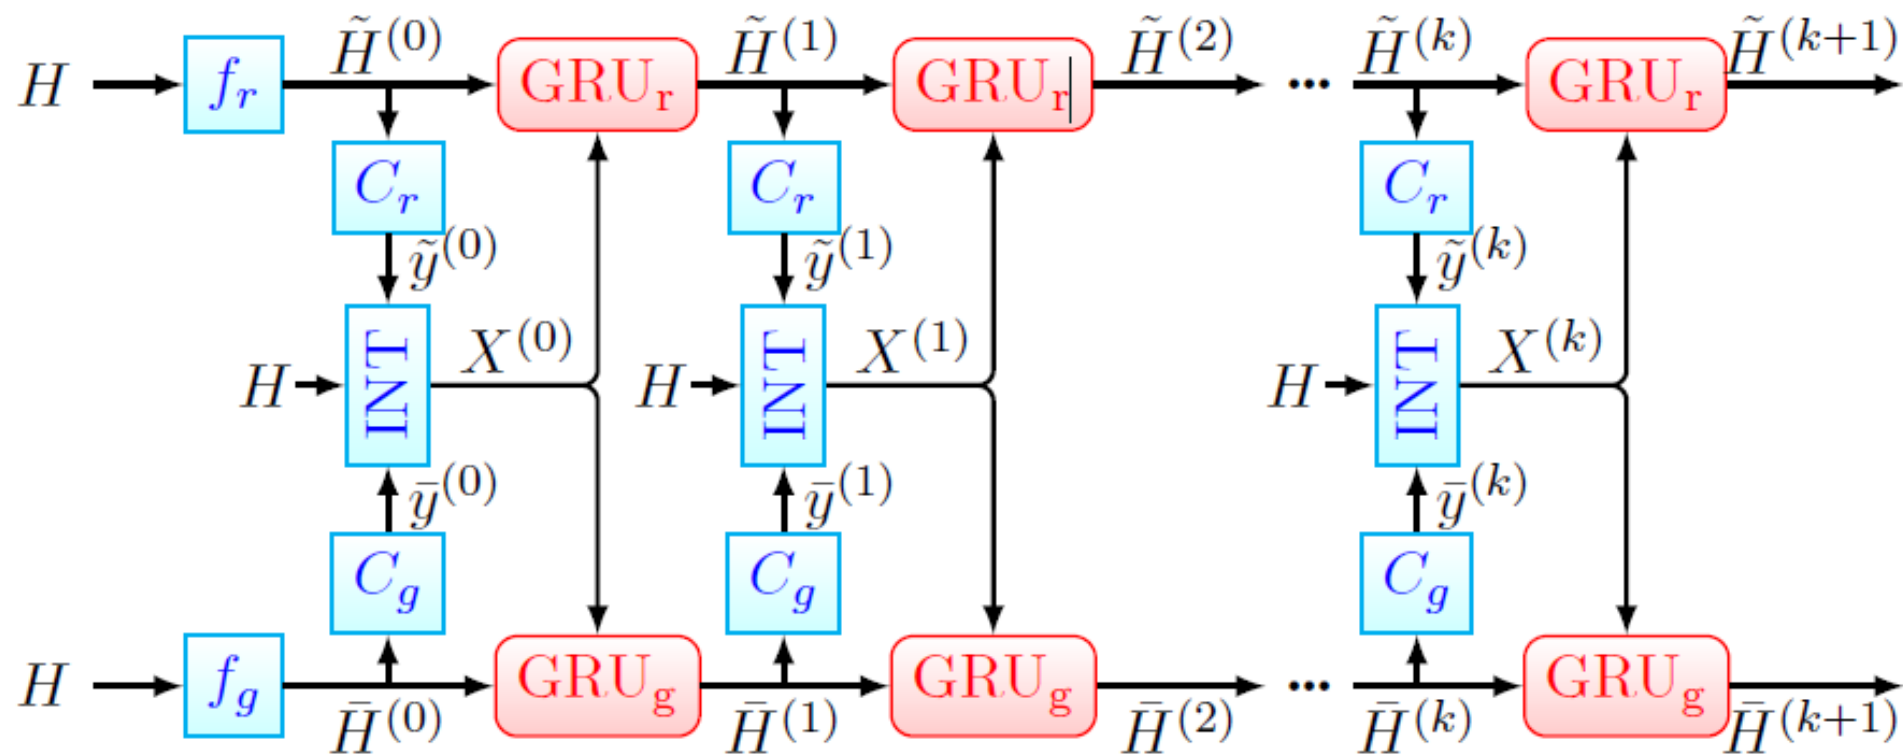 H f_r H̃^(0) GRU_r H̃^(1) GRU_r H̃^(2) ... H̃^(k) GRU_r H̃^(k+1)
C_r C_r C_r
ỹ^(0) ỹ^(1) ỹ^(k)
H INT X^(0) H INT X^(1) H INT X^(k)
ȳ^(0) ȳ^(1) ȳ^(k)
C_g C_g C_g
H f_g H̄^(0) GRU_g H̄^(1) GRU_g H̄^(2) ... H̄^(k) GRU_g H̄^(k+1)